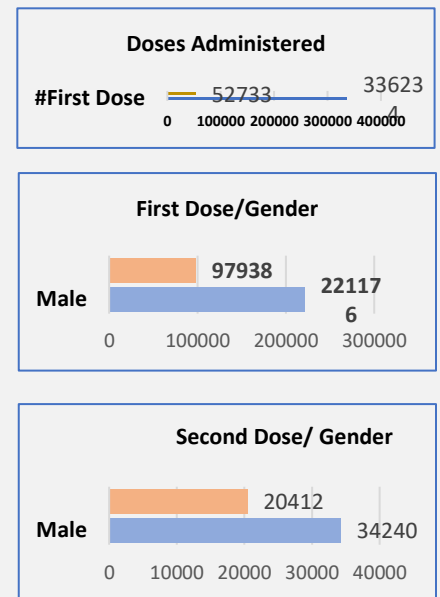 Doses Administered
33623
#First Dose 52733
4
0 100000 200000 300000 400000
First Dose/Gender
97938
22117
Male
6
0 100000 200000 300000
Second Dose/ Gender
20412
Male 34240
0 10000 20000 30000 40000